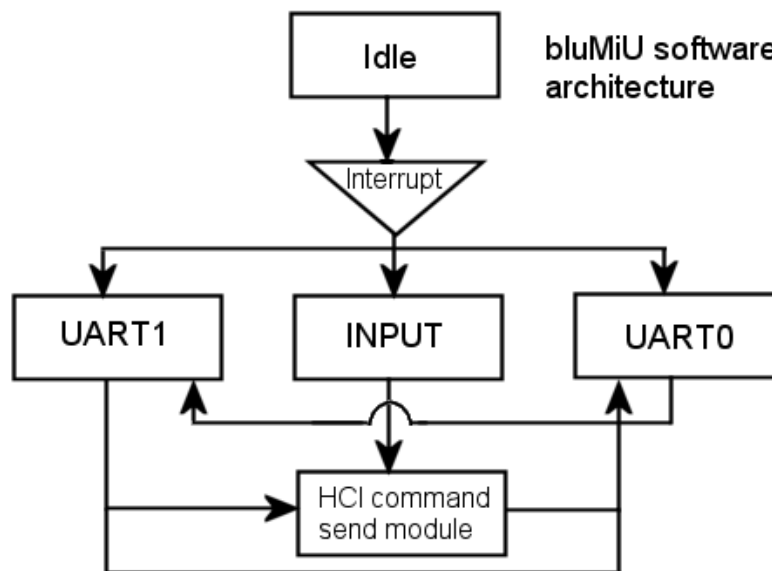 Idle
bluMiU software
architecture
Interrupt
UART1
INPUT
UART0
HCI command
send module